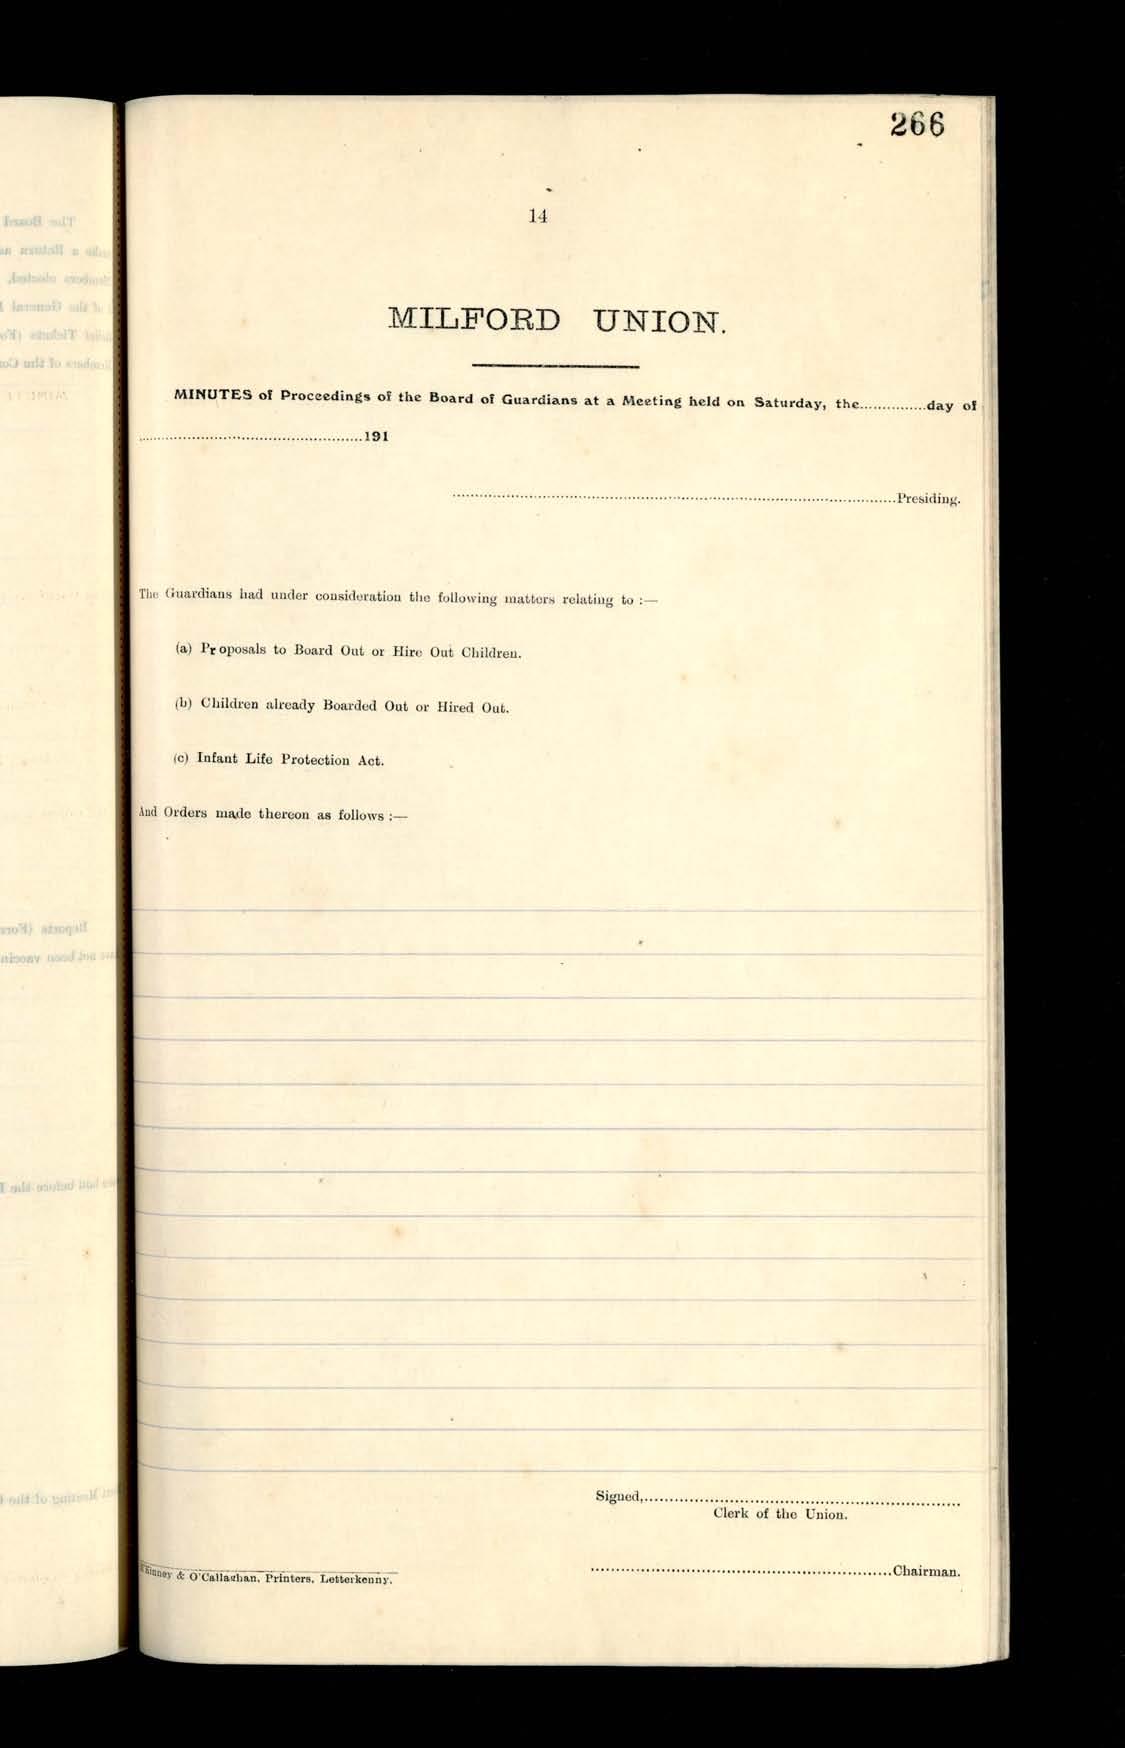 266
14
MILFORD UNION.
MINUTES of Proceedings of the Board of Guardians at a Meeting held on Saturday, the...............day of
....................................................191
....................................................................................................Presiding.
The Guardians had under consideration the following matters relating to :—
(a) Proposals to Board Out or Hire Out Children.
(b) Children already Boarded Out or Hired Out.
(c) Infant Life Protection Act.
And Orders made thereon as follows :—
Signed,......................................................................
Clerk of the Union.
......................................................................Chairman.
& O'Callaghan, Printers, Letterkenny.